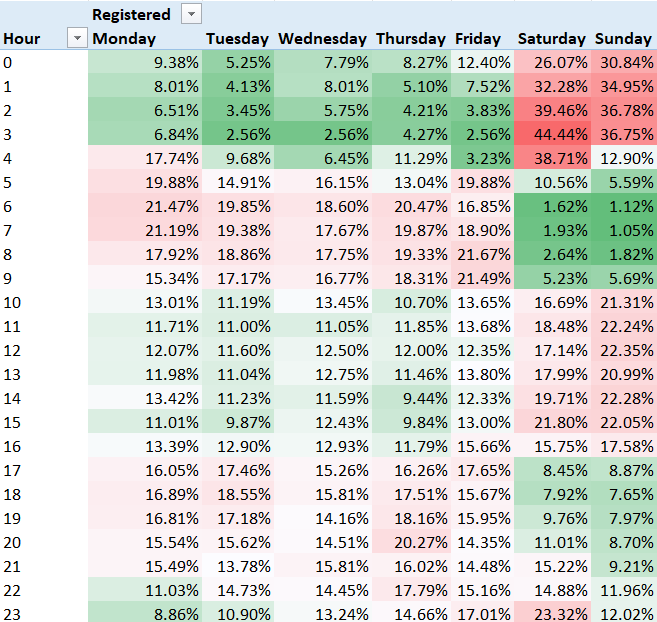 Registered
Hour Monday Tuesday Wednesday Thursday Friday Saturday Sunday
0 9.38% 5.25% 7.79% 8.27% 12.40% 26.07% 30.84%
1 8.01% 4.13% 8.01% 5.10% 7.52% 32.28% 34.95%
2 6.51% 3.45% 5.75% 4.21% 3.83% 39.46% 36.78%
3 6.84% 2.56% 2.56% 4.27% 2.56% 44.44% 36.75%
4 17.74% 9.68% 6.45% 11.29% 3.23% 38.71% 12.90%
5 19.88% 14.91% 16.15% 13.04% 19.88% 10.56% 5.59%
6 21.47% 19.85% 18.60% 20.47% 16.85% 1.62% 1.12%
7 21.19% 19.38% 17.67% 19.87% 18.90% 1.93% 1.05%
8 17.92% 18.86% 17.75% 19.33% 21.67% 2.64% 1.82%
9 15.34% 17.17% 16.77% 18.31% 21.49% 5.23% 5.69%
10 13.01% 11.19% 13.45% 10.70% 13.65% 16.69% 21.31%
11 11.71% 11.00% 11.05% 11.85% 13.68% 18.48% 22.24%
12 12.07% 11.60% 12.50% 12.00% 12.35% 17.14% 22.35%
13 11.98% 11.04% 12.75% 11.46% 13.80% 17.99% 20.99%
14 13.42% 11.23% 11.59% 9.44% 12.33% 19.71% 22.28%
15 11.01% 9.87% 12.43% 9.84% 13.00% 21.80% 22.05%
16 13.39% 12.90% 12.93% 11.79% 15.66% 15.75% 17.58%
17 16.05% 17.46% 15.26% 16.26% 17.65% 8.45% 8.87%
18 16.89% 18.55% 15.81% 17.51% 15.67% 7.92% 7.65%
19 16.81% 17.18% 14.16% 18.16% 15.95% 9.76% 7.97%
20 15.54% 15.62% 14.51% 20.27% 14.35% 11.01% 8.70%
21 15.49% 13.78% 15.81% 16.02% 14.48% 15.22% 9.21%
22 11.03% 14.73% 14.45% 17.79% 15.16% 14.88% 11.96%
23 8.86% 10.90% 13.24% 14.66% 17.01% 23.32% 12.02%